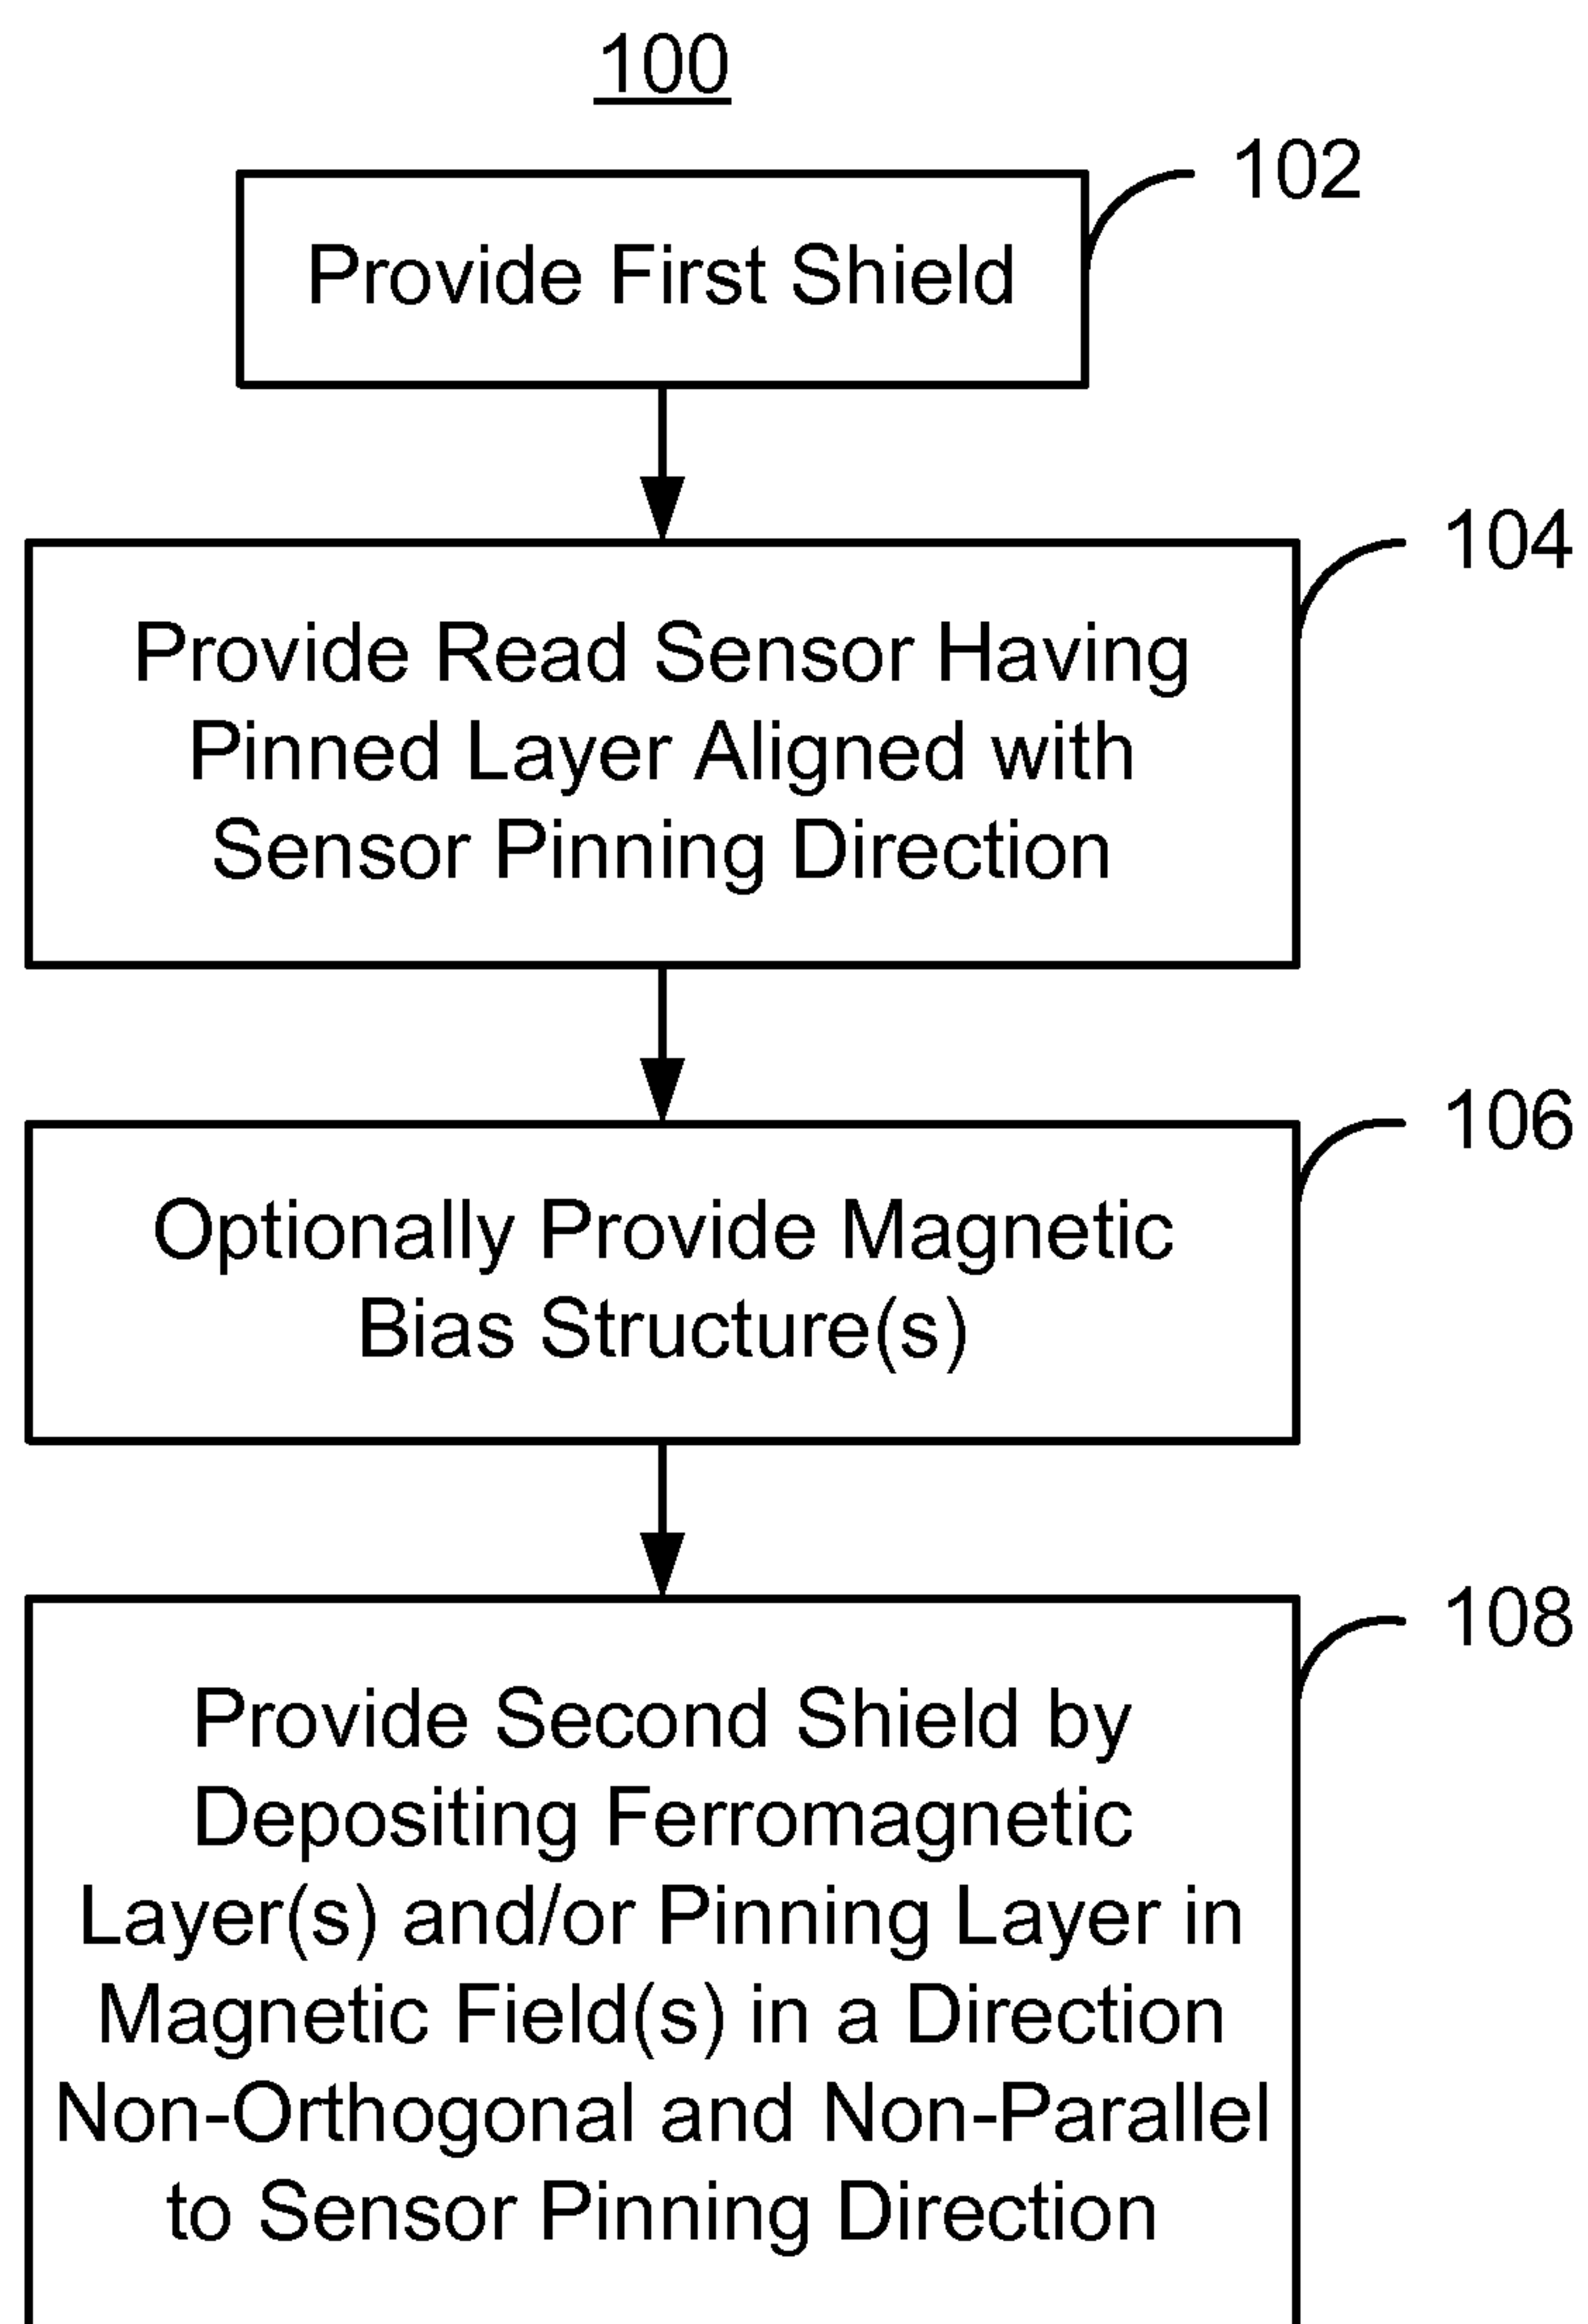 100
102
Provide First Shield
104
Provide Read Sensor Having
Pinned Layer Aligned with
Sensor Pinning Direction
106
Optionally Provide Magnetic
Bias Structure(s)
108
Provide Second Shield by
Depositing Ferromagnetic
Layer(s) and/or Pinning Layer in
Magnetic Field(s) in a Direction
Non-Orthogonal and Non-Parallel
to Sensor Pinning Direction